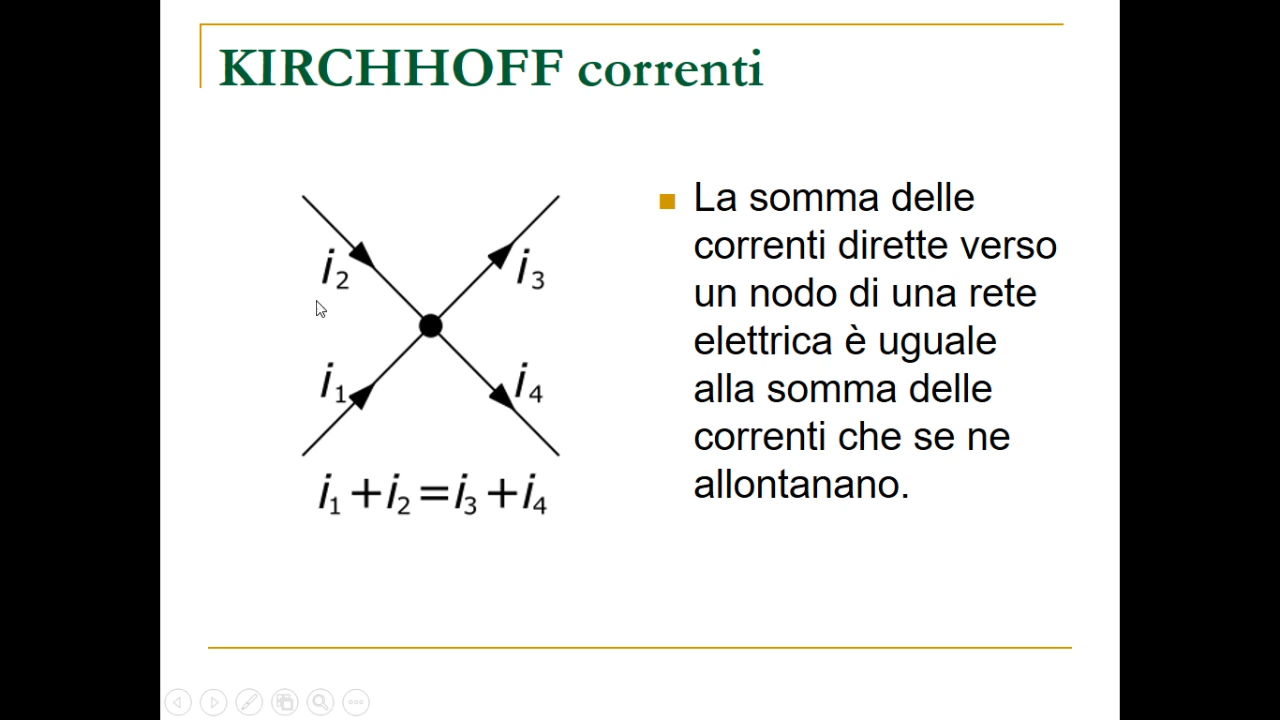 KIRCHHOFF correnti
i₂
i₃
i₁
i₄
i₁+i₂=i₃+i₄
La somma delle
correnti dirette verso
un nodo di una rete
elettrica è uguale
alla somma delle
correnti che se ne
allontanano.